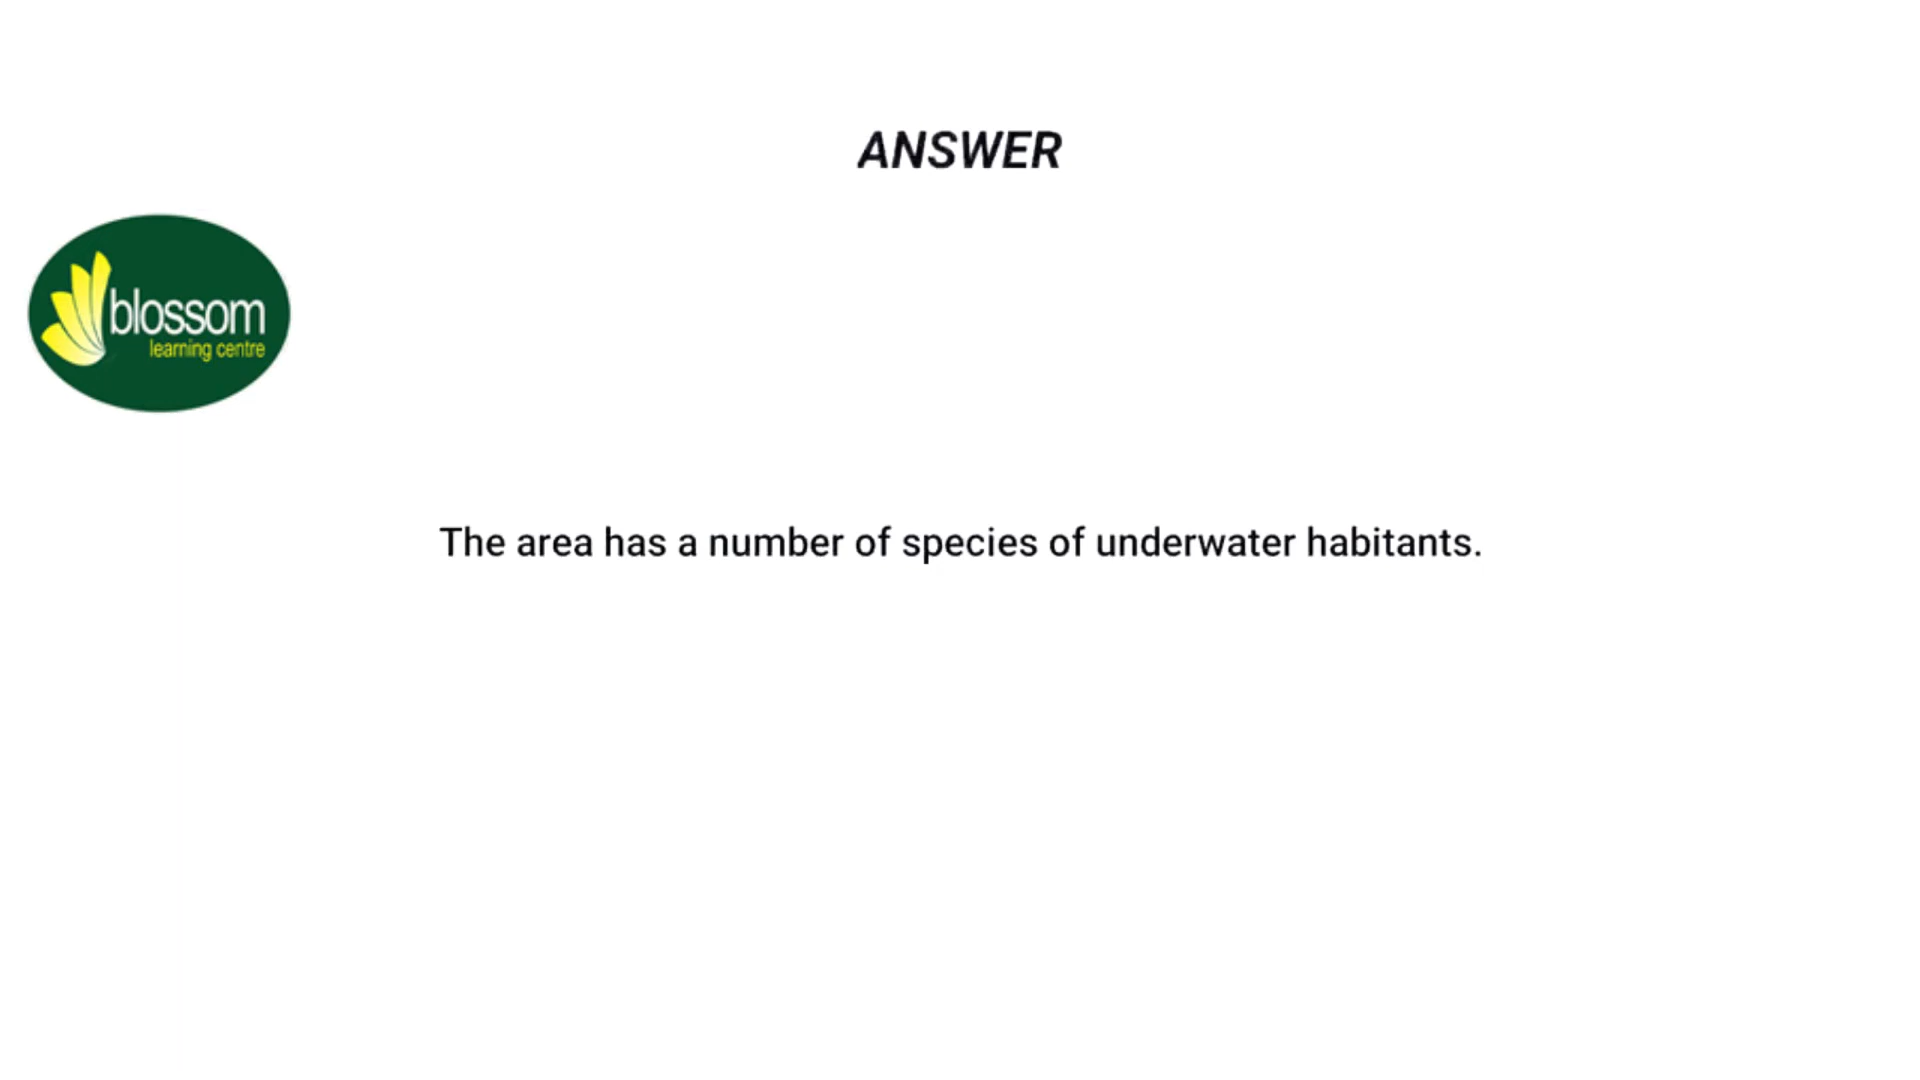 ANSWER
blossom
learning centre
The area has a number of species of underwater habitants.